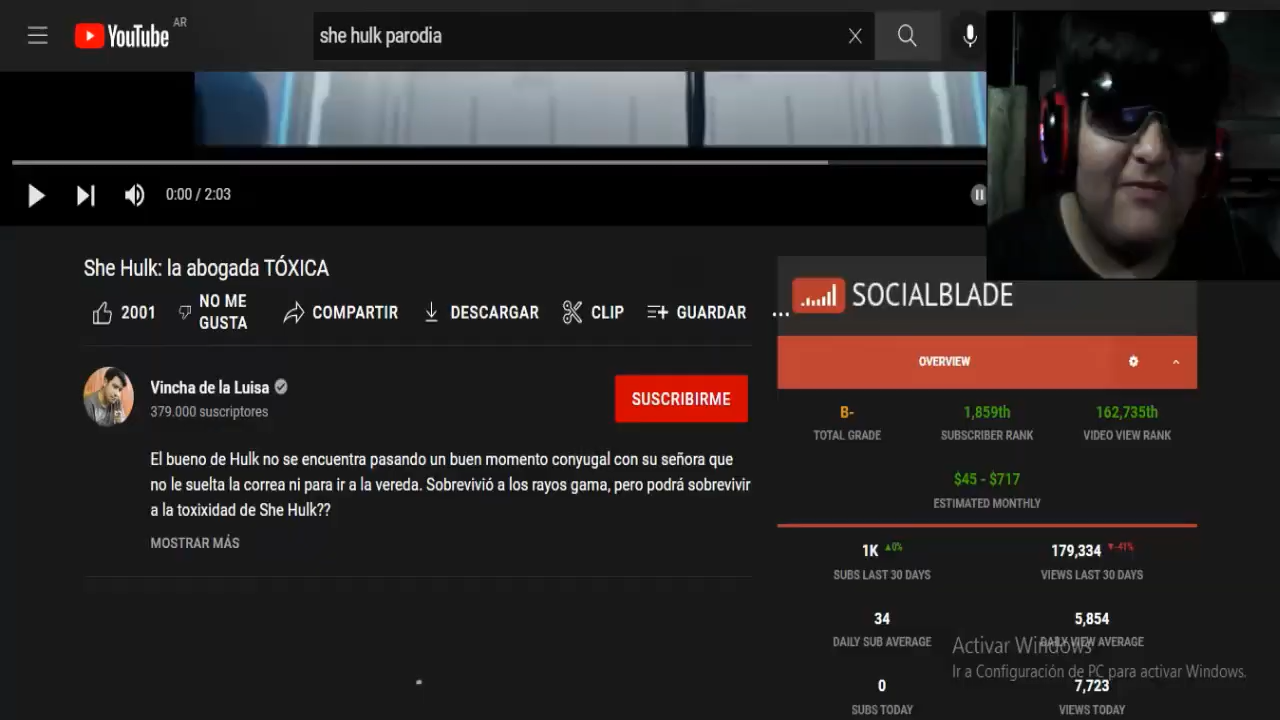 YouTube AR
she hulk parodia
0:00 / 2:03
She Hulk: la abogada TÓXICA
2001
NO ME
GUSTA
COMPARTIR
DESCARGAR
CLIP
GUARDAR
...
Vincha de la Luisa
379.000 suscriptores
SUSCRIBIRME
El bueno de Hulk no se encuentra pasando un buen momento conyugal con su señora que
no le suelta la correa ni para ir a la vereda. Sobrevivió a los rayos gama, pero podrá sobrevivir
a la toxixidad de She Hulk??
MOSTRAR MÁS
SOCIALBLADE
OVERVIEW
B-
TOTAL GRADE
1,859th
SUBSCRIBER RANK
162,735th
VIDEO VIEW RANK
$45 - $717
ESTIMATED MONTHLY
1K ▲0%
SUBS LAST 30 DAYS
179,334 ▼-41%
VIEWS LAST 30 DAYS
34
DAILY SUB AVERAGE
5,854
DAILY VIEW AVERAGE
0
SUBS TODAY
7,723
VIEWS TODAY
Activar Windows
Ir a Configuración de PC para activar Windows.